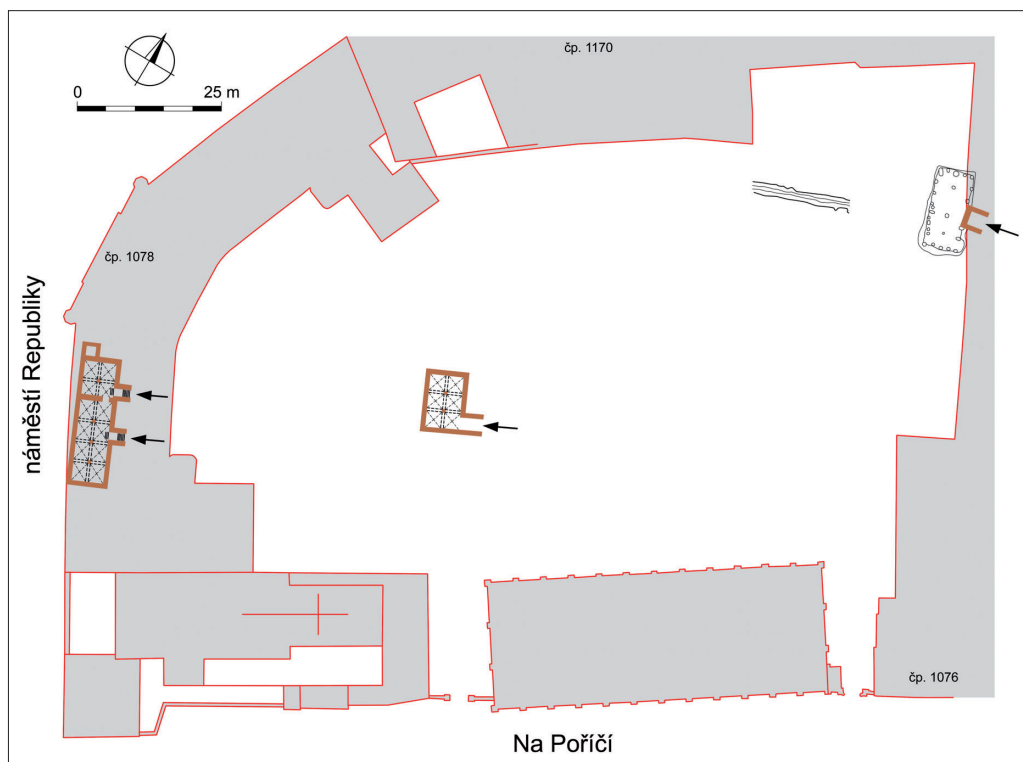 čp. 1170
0 25 m
čp. 1078
náměstí Republiky
čp. 1076
Na Poříčí